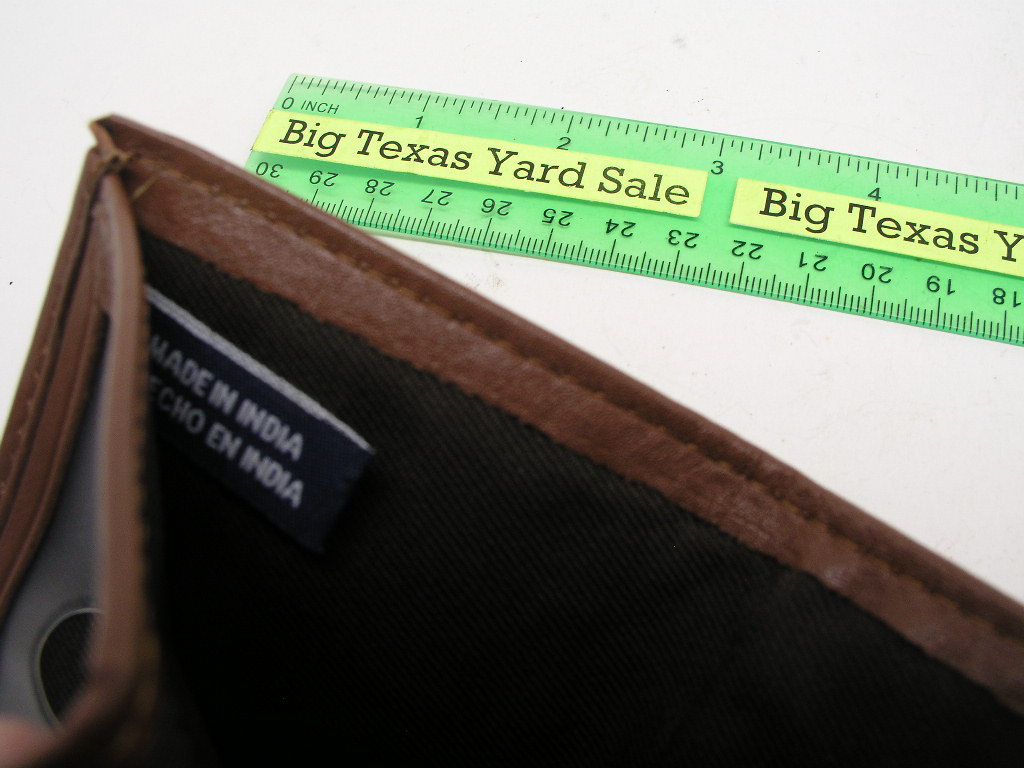 0 INCH 1 2 3 4
Big Texas Yard Sale
Big Texas Y
30 29 28 27 26 25 24 23 22 21 20 19 18
MADE IN INDIA
ECHO EN INDIA